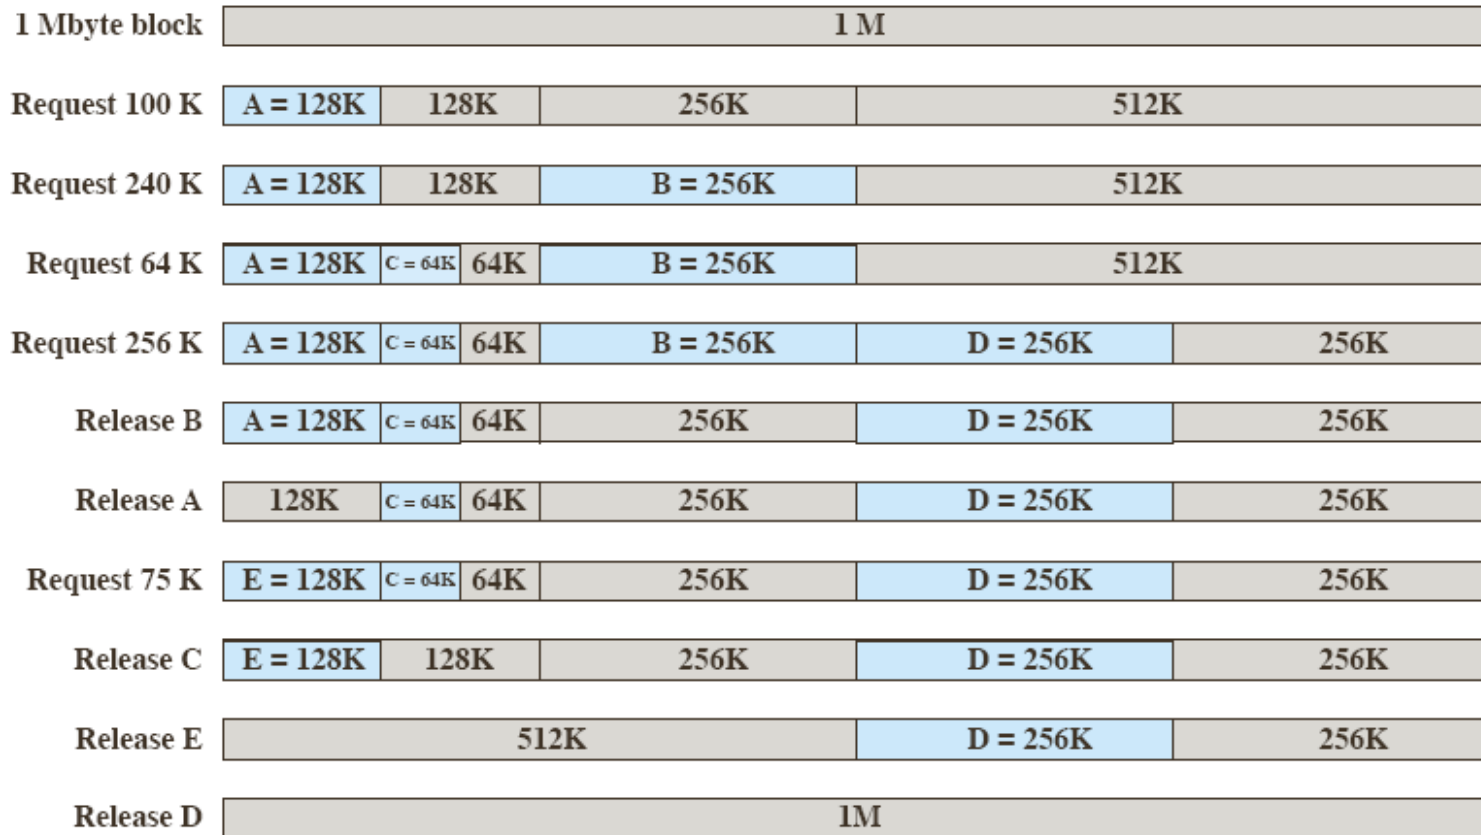 1 Mbyte block 1 M
Request 100 K A = 128K 128K 256K 512K
Request 240 K A = 128K 128K B = 256K 512K
Request 64 K A = 128K C = 64K 64K B = 256K 512K
Request 256 K A = 128K C = 64K 64K B = 256K D = 256K 256K
Release B A = 128K C = 64K 64K 256K D = 256K 256K
Release A 128K C = 64K 64K 256K D = 256K 256K
Request 75 K E = 128K C = 64K 64K 256K D = 256K 256K
Release C E = 128K 128K 256K D = 256K 256K
Release E 512K D = 256K 256K
Release D 1M